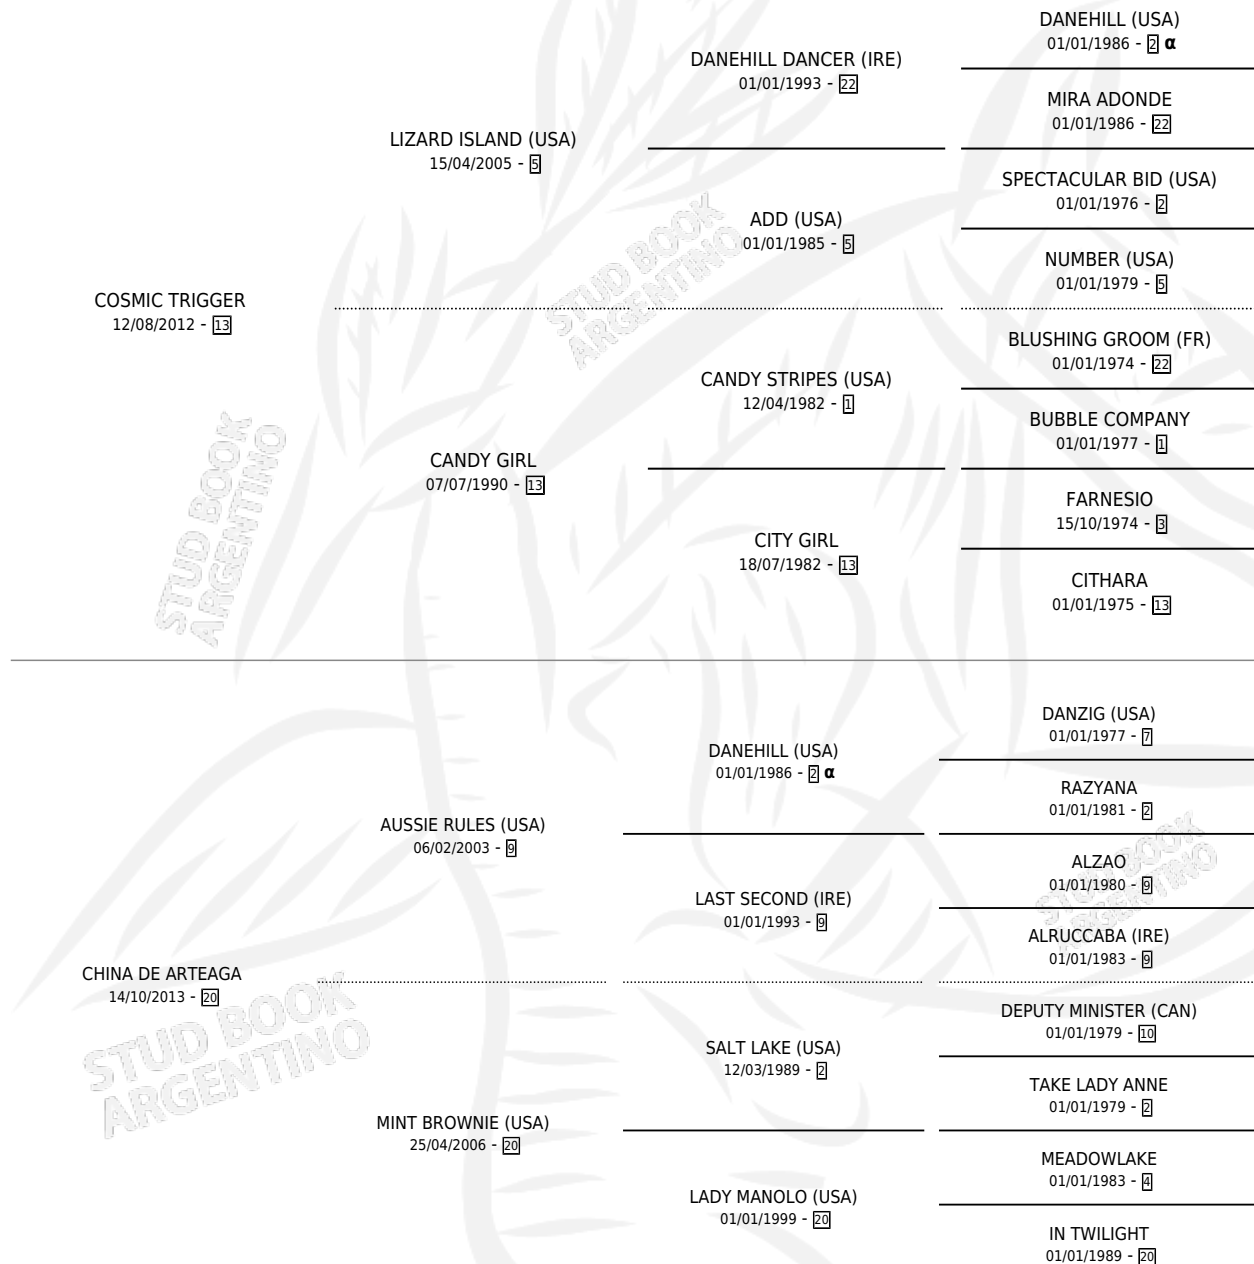 DANEHILL (USA)
01/01/1986 - 2 α
DANEHILL DANCER (IRE)
01/01/1993 - 22
MIRA ADONDE
01/01/1986 - 22
LIZARD ISLAND (USA)
15/04/2005 - 5
SPECTACULAR BID (USA)
01/01/1976 - 2
ADD (USA)
01/01/1985 - 5
NUMBER (USA)
01/01/1979 - 5
COSMIC TRIGGER
12/08/2012 - 13
BLUSHING GROOM (FR)
01/01/1974 - 22
CANDY STRIPES (USA)
12/04/1982 - 1
BUBBLE COMPANY
01/01/1977 - 1
CANDY GIRL
07/07/1990 - 13
FARNESIO
15/10/1974 - 3
CITY GIRL
18/07/1982 - 13
CITHARA
01/01/1975 - 13
STUD BOOK
ARGENTINO
STUD BOOK
ARGENTINO
DANZIG (USA)
01/01/1977 - 7
DANEHILL (USA)
01/01/1986 - 2 α
RAZYANA
01/01/1981 - 2
AUSSIE RULES (USA)
06/02/2003 - 9
ALZAO
01/01/1980 - 9
LAST SECOND (IRE)
01/01/1993 - 9
ALRUCCABA (IRE)
01/01/1983 - 9
CHINA DE ARTEAGA
14/10/2013 - 20
DEPUTY MINISTER (CAN)
01/01/1979 - 10
SALT LAKE (USA)
12/03/1989 - 2
TAKE LADY ANNE
01/01/1979 - 2
MINT BROWNIE (USA)
25/04/2006 - 20
MEADOWLAKE
01/01/1983 - 4
LADY MANOLO (USA)
01/01/1999 - 20
IN TWILIGHT
01/01/1989 - 20
STUD BOOK
ARGENTINO
STUD BOOK
ARGENTINO